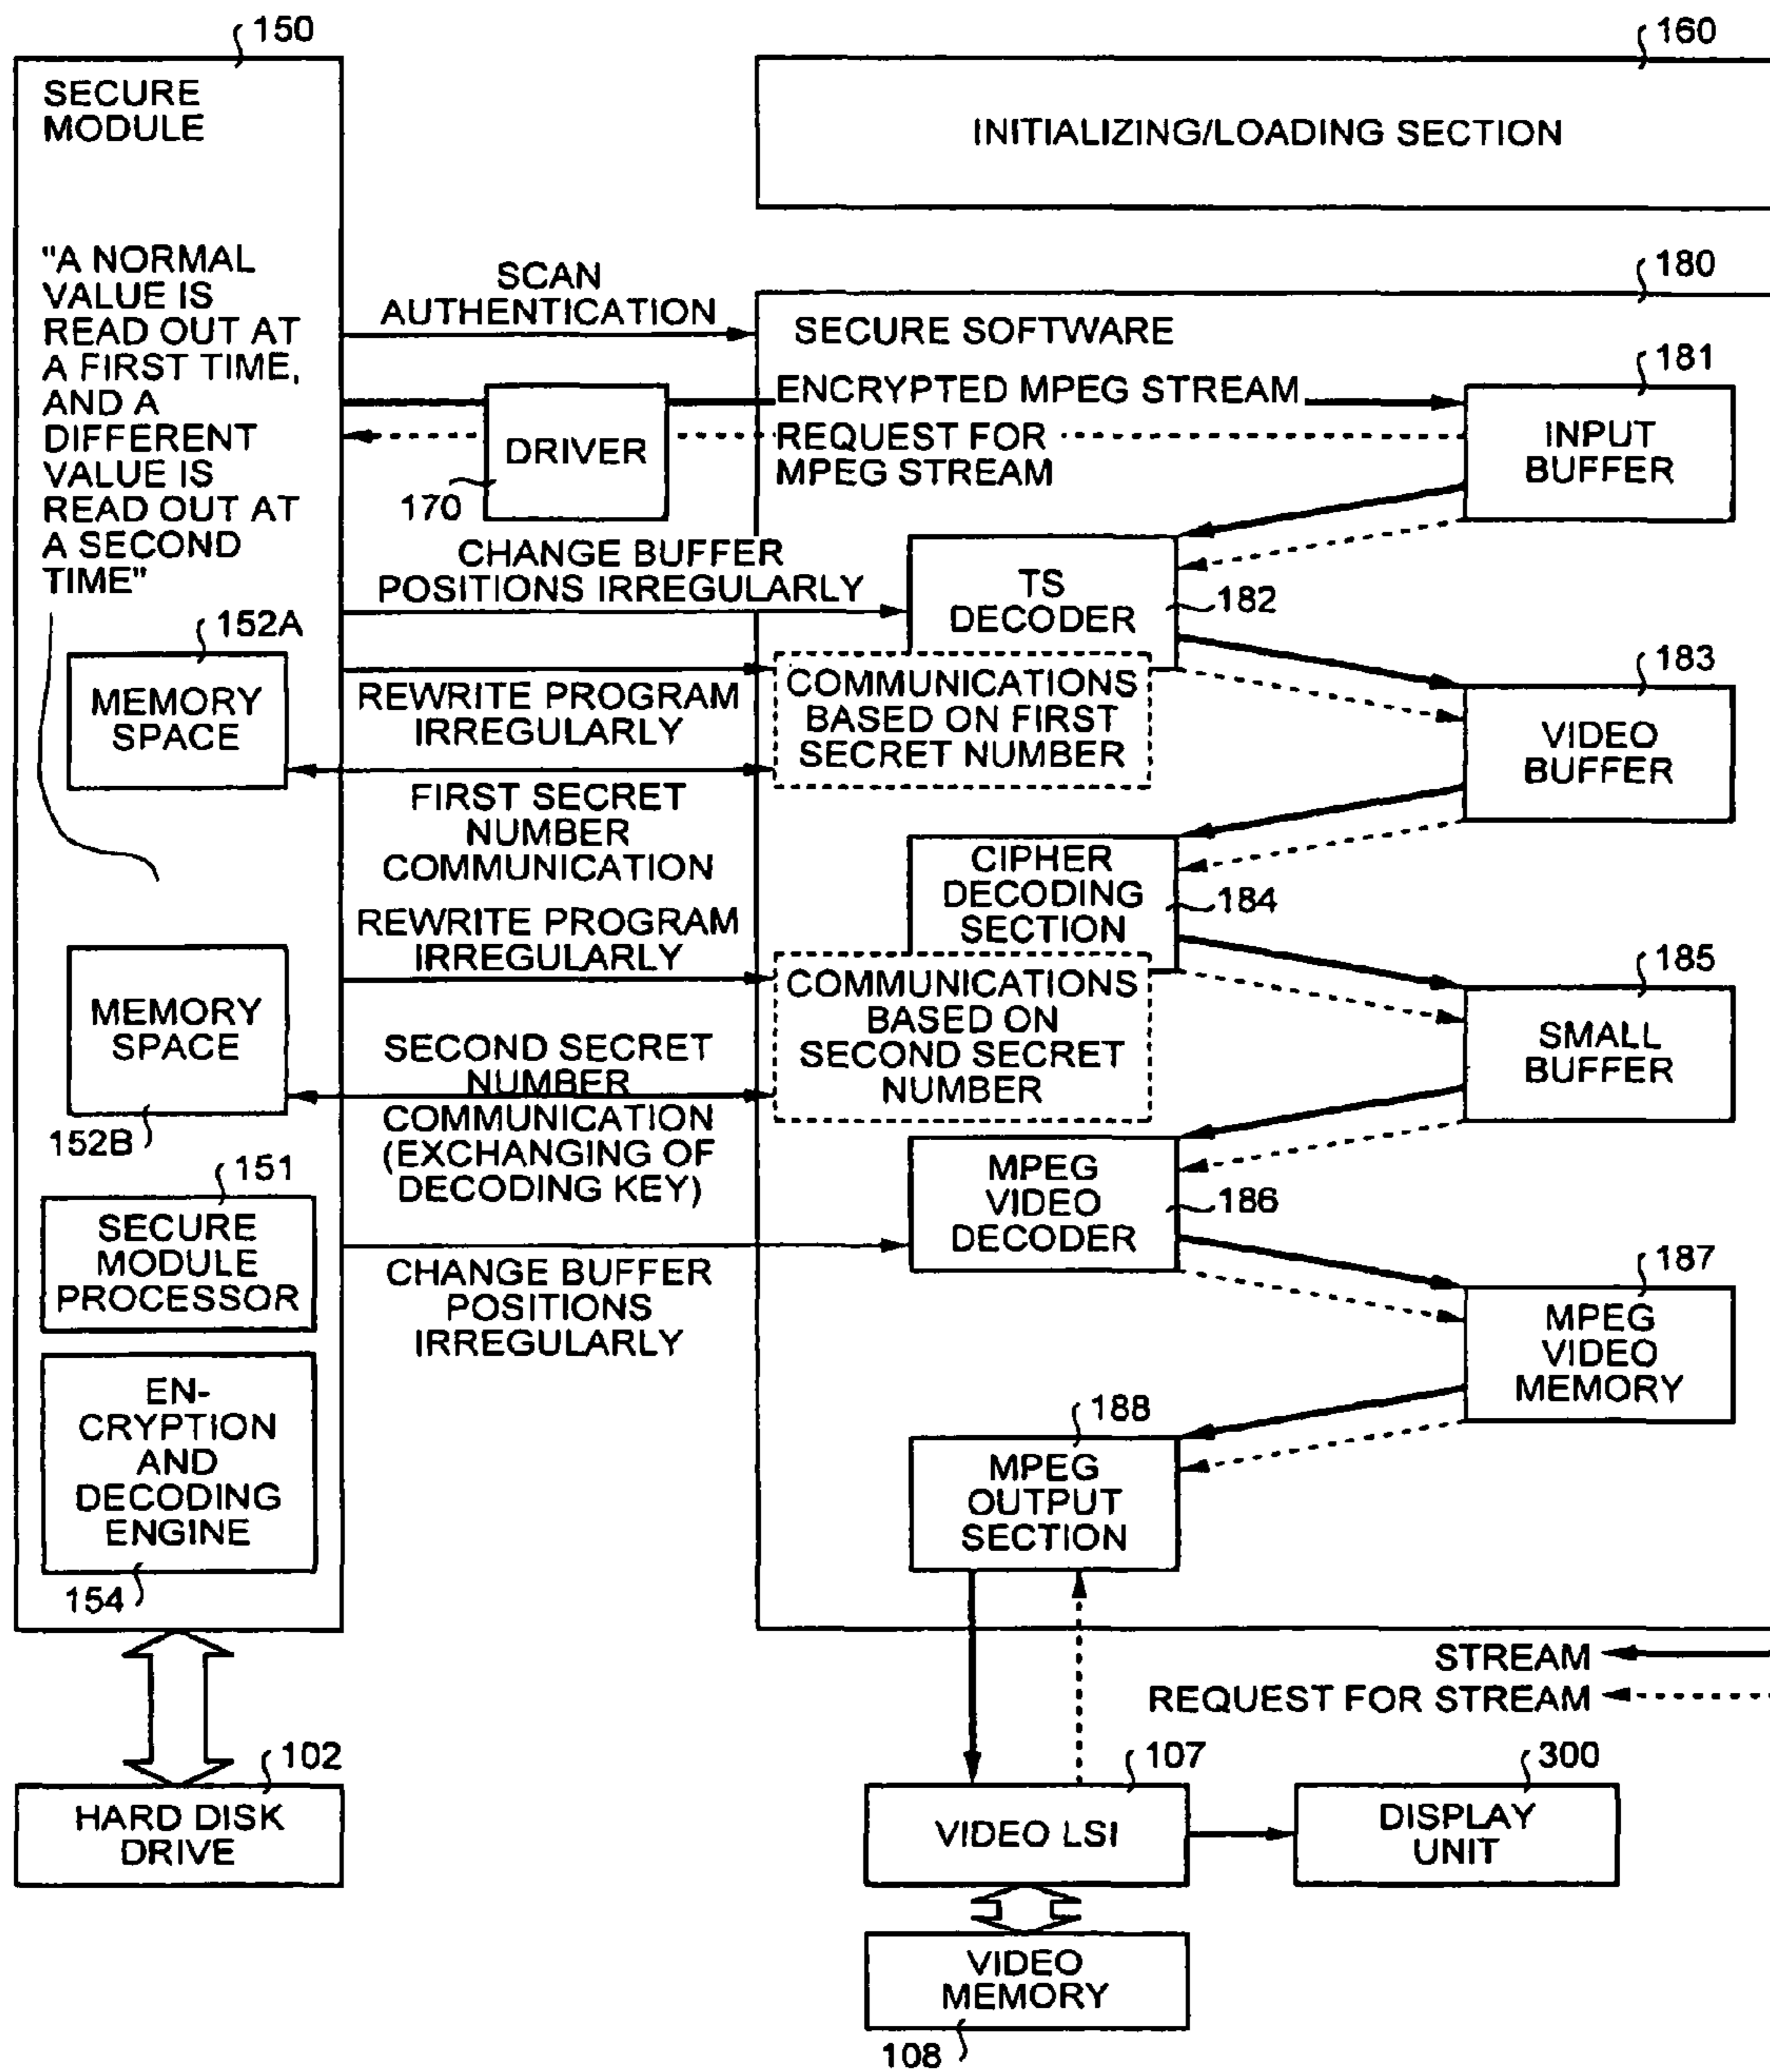 150
SECURE
MODULE
"A NORMAL
VALUE IS
READ OUT AT
A FIRST TIME,
AND A
DIFFERENT
VALUE IS
READ OUT AT
A SECOND
TIME"
152A
MEMORY
SPACE
MEMORY
SPACE
152B
151
SECURE
MODULE
PROCESSOR
EN-
CRYPTION
AND
DECODING
ENGINE
154
102
HARD DISK
DRIVE
SCAN
AUTHENTICATION
DRIVER
170
CHANGE BUFFER
POSITIONS IRREGULARLY
REWRITE PROGRAM
IRREGULARLY
FIRST SECRET
NUMBER
COMMUNICATION
REWRITE PROGRAM
IRREGULARLY
SECOND SECRET
NUMBER
COMMUNICATION
(EXCHANGING OF
DECODING KEY)
CHANGE BUFFER
POSITIONS
IRREGULARLY
160
INITIALIZING/LOADING SECTION
180
SECURE SOFTWARE
ENCRYPTED MPEG STREAM
REQUEST FOR
MPEG STREAM
181
INPUT
BUFFER
TS
DECODER
182
COMMUNICATIONS
BASED ON FIRST
SECRET NUMBER
183
VIDEO
BUFFER
CIPHER
DECODING
SECTION
184
COMMUNICATIONS
BASED ON
SECOND SECRET
NUMBER
185
SMALL
BUFFER
MPEG
VIDEO
DECODER
186
187
MPEG
VIDEO
MEMORY
188
MPEG
OUTPUT
SECTION
STREAM
REQUEST FOR STREAM
107
VIDEO LSI
300
DISPLAY
UNIT
VIDEO
MEMORY
108